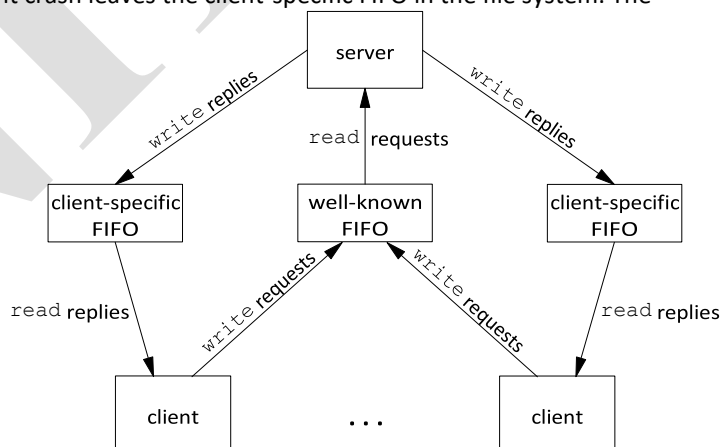 it crash leaves the client-specific FIFO in the file system. The
server
write replies
write replies
read requests
client-specific
FIFO
well-known
FIFO
client-specific
FIFO
read replies
write requests
write requests
read replies
client
...
client